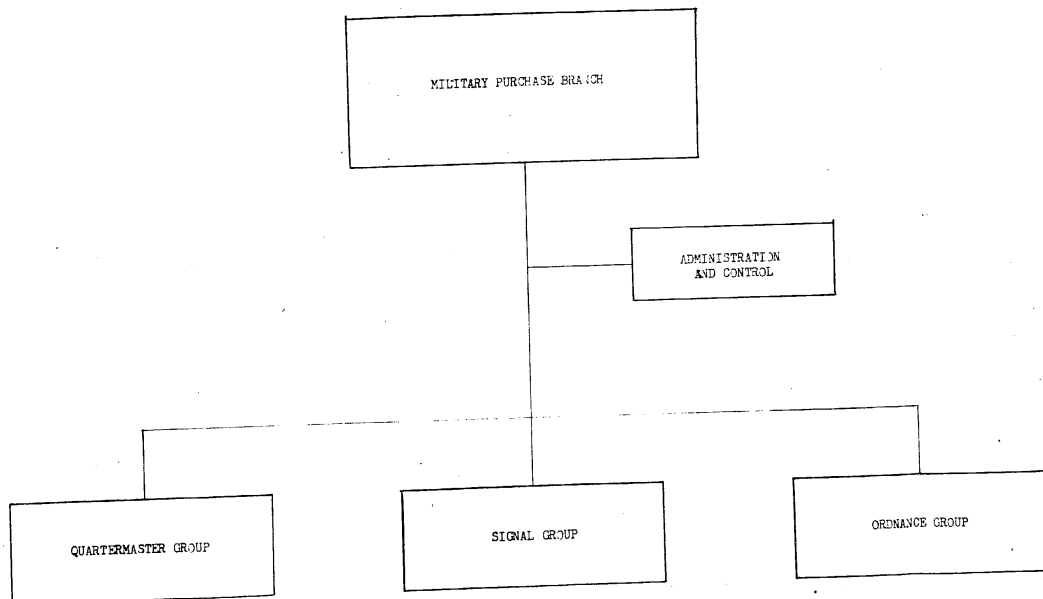 MILITARY PURCHASE BRANCH
ADMINISTRATION
AND CONTROL
QUARTERMASTER GROUP
SIGNAL GROUP
ORDNANCE GROUP